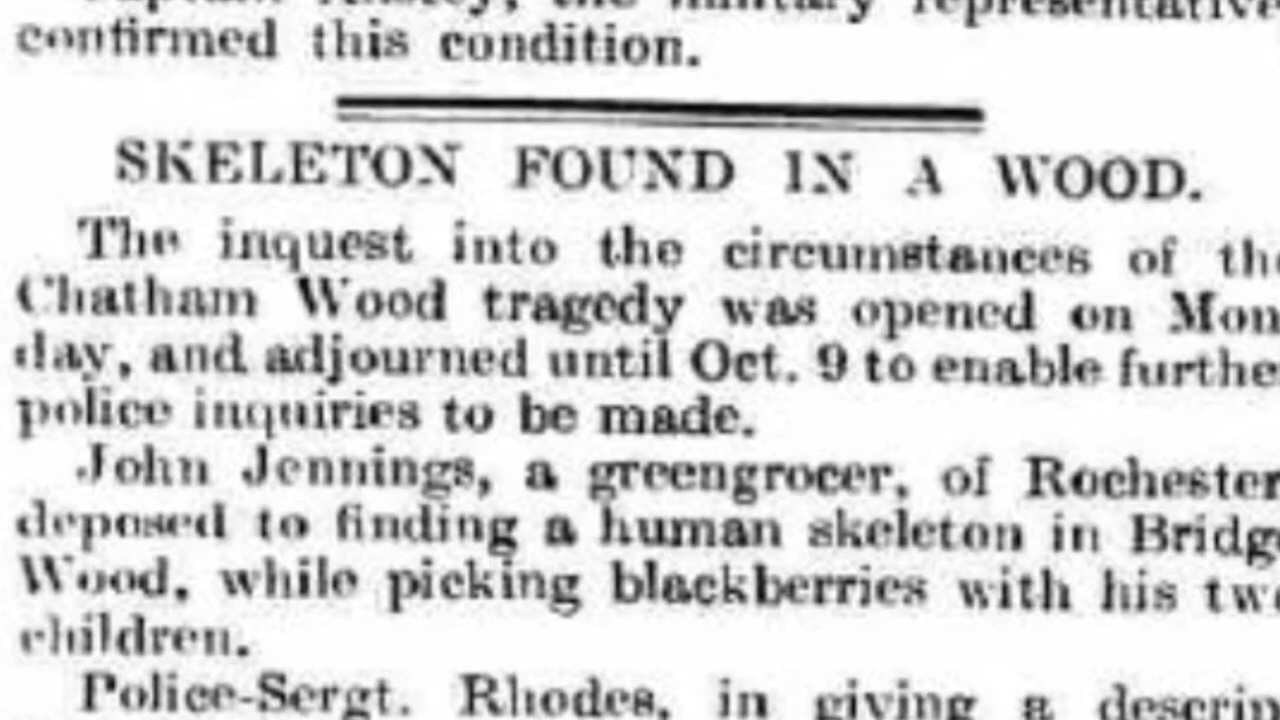 the military representative
confirmed this condition.
SKELETON FOUND IN A WOOD.
The inquest into the circumstances of the
Chatham Wood tragedy was opened on Mon
day, and adjourned until Oct. 9 to enable further
police inquiries to be made.
John Jennings, a greengrocer, of Rochester
deposed to finding a human skeleton in Bridge
Wood, while picking blackberries with his two
children.
Police-Sergt. Rhodes, in giving a descrip